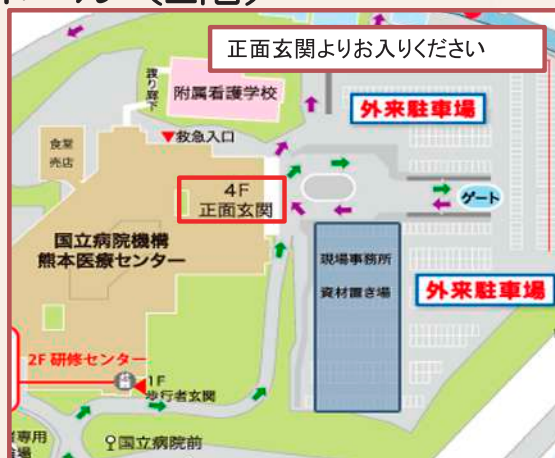 正面玄関よりお入りください
渡り廊下
附属看護学校
外来駐車場
▼救急入口
食堂
売店
4F
正面玄関
ゲート
国立病院機構
熊本医療センター
現場事務所
資材置き場
外来駐車場
2F 研修センター
1F
歩行者玄関
国立病院前
専用
場